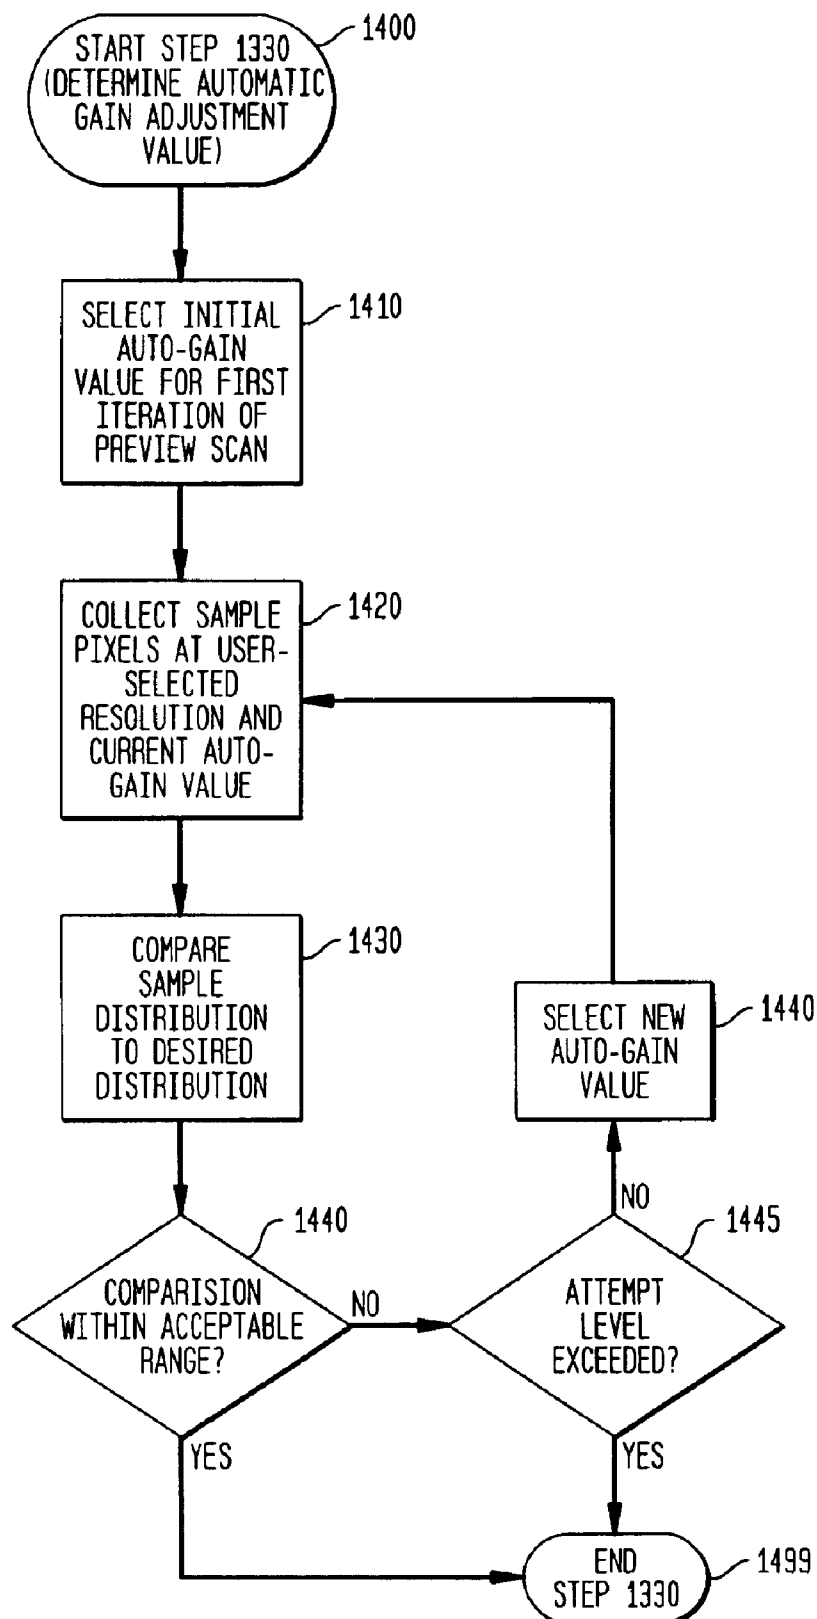 START STEP 1330
(DETERMINE AUTOMATIC
GAIN ADJUSTMENT
VALUE)
1400
SELECT INITIAL
AUTO-GAIN
VALUE FOR FIRST
ITERATION OF
PREVIEW SCAN
1410
COLLECT SAMPLE
PIXELS AT USER-
SELECTED
RESOLUTION AND
CURRENT AUTO-
GAIN VALUE
1420
COMPARE
SAMPLE
DISTRIBUTION
TO DESIRED
DISTRIBUTION
1430
SELECT NEW
AUTO-GAIN
VALUE
1440
COMPARISION
WITHIN ACCEPTABLE
RANGE?
1440
NO
YES
ATTEMPT
LEVEL
EXCEEDED?
1445
NO
YES
END
STEP 1330
1499